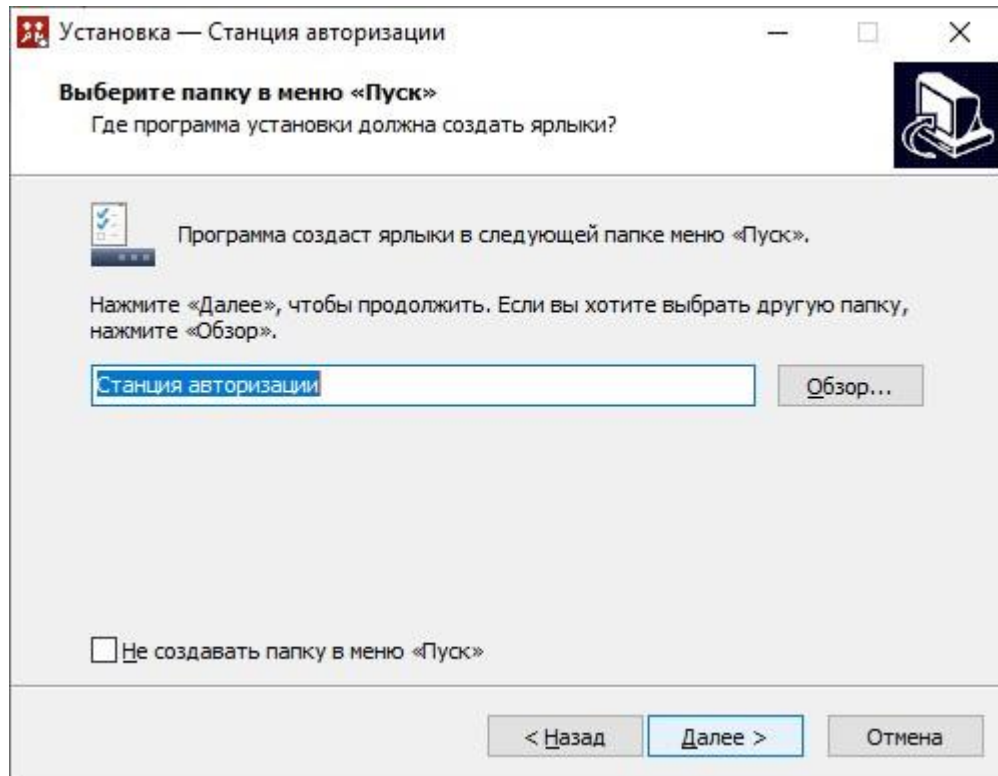 Установка — Станция авторизации
Выберите папку в меню «Пуск»
Где программа установки должна создать ярлыки?
Программа создаст ярлыки в следующей папке меню «Пуск».
Нажмите «Далее», чтобы продолжить. Если вы хотите выбрать другую папку,
нажмите «Обзор».
Станция авторизации
Обзор...
Не создавать папку в меню «Пуск»
< Назад
Далее >
Отмена